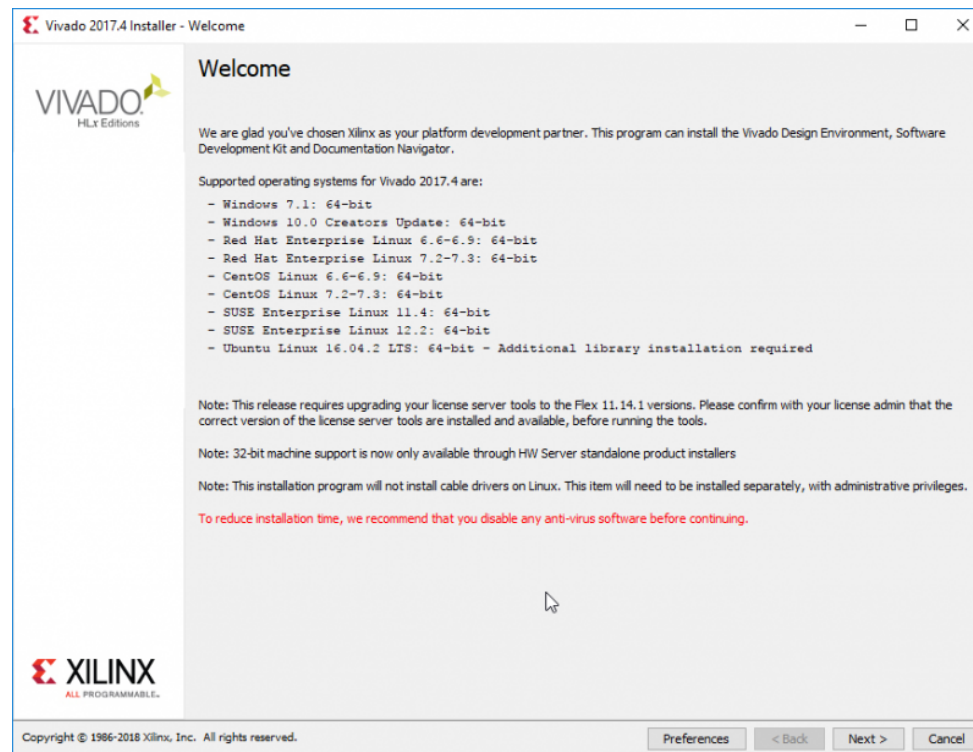 Vivado 2017.4 Installer - Welcome
VIVADO.
HLx Editions
Welcome
We are glad you've chosen Xilinx as your platform development partner. This program can install the Vivado Design Environment, Software
Development Kit and Documentation Navigator.
Supported operating systems for Vivado 2017.4 are:
- Windows 7.1: 64-bit
- Windows 10.0 Creators Update: 64-bit
- Red Hat Enterprise Linux 6.6-6.9: 64-bit
- Red Hat Enterprise Linux 7.2-7.3: 64-bit
- CentOS Linux 6.6-6.9: 64-bit
- CentOS Linux 7.2-7.3: 64-bit
- SUSE Enterprise Linux 11.4: 64-bit
- SUSE Enterprise Linux 12.2: 64-bit
- Ubuntu Linux 16.04.2 LTS: 64-bit - Additional library installation required
Note: This release requires upgrading your license server tools to the Flex 11.14.1 versions. Please confirm with your license admin that the
correct version of the license server tools are installed and available, before running the tools.
Note: 32-bit machine support is now only available through HW Server standalone product installers
Note: This installation program will not install cable drivers on Linux. This item will need to be installed separately, with administrative privileges.
To reduce installation time, we recommend that you disable any anti-virus software before continuing.
XILINX
ALL PROGRAMMABLE.
Copyright © 1986-2018 Xilinx, Inc. All rights reserved.
Preferences
< Back
Next >
Cancel